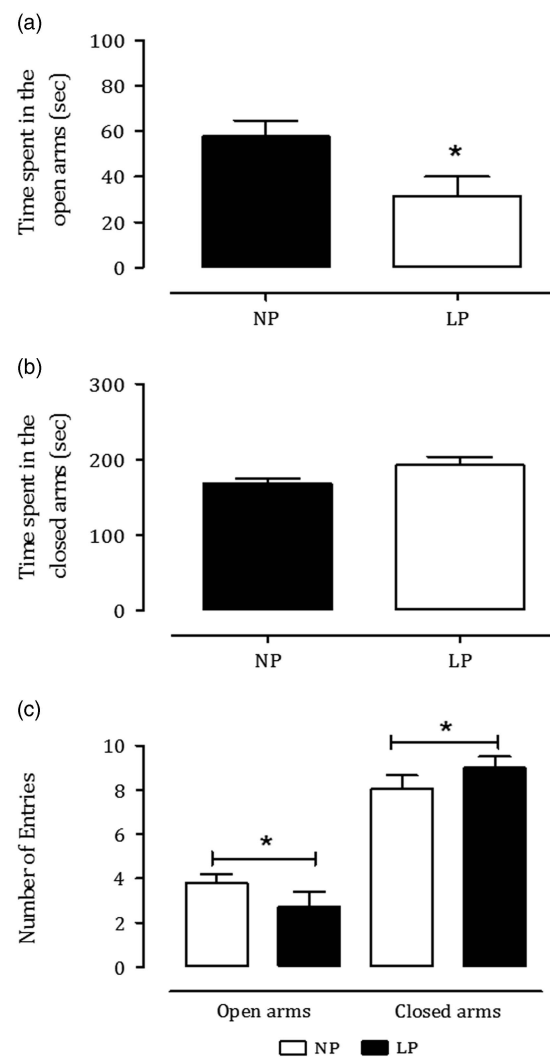 (a)
Time spent in the
open arms (sec)
100
80
60
40
20
0
*
NP LP
(b)
Time spent in the
closed arms (sec)
300
200
100
0
NP LP
(c)
Number of Entries
10
8
6
4
2
0
*
*
Open arms Closed arms
NP LP